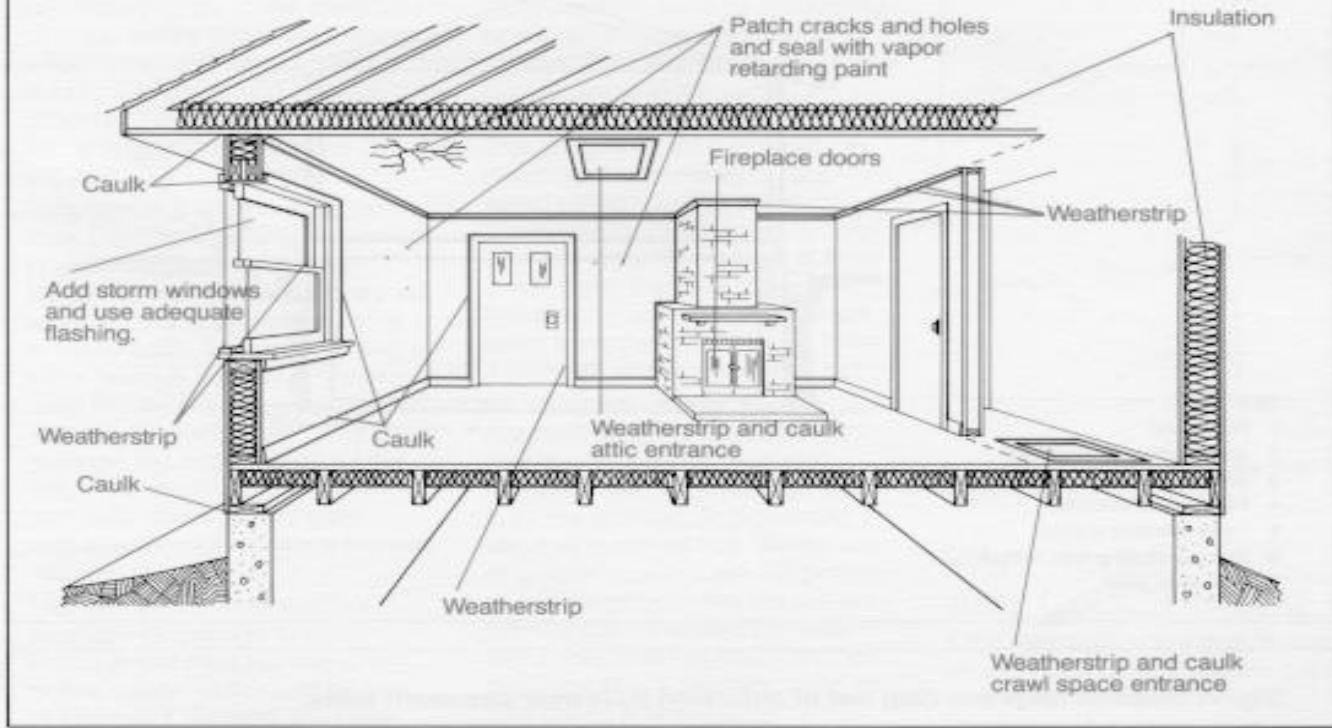 Patch cracks and holes
and seal with vapor
retarding paint
Insulation
Fireplace doors
Caulk
Weatherstrip
Add storm windows
and use adequate
flashing.
Weatherstrip
Caulk
Weatherstrip and caulk
attic entrance
Caulk
Weatherstrip
Weatherstrip and caulk
crawl space entrance